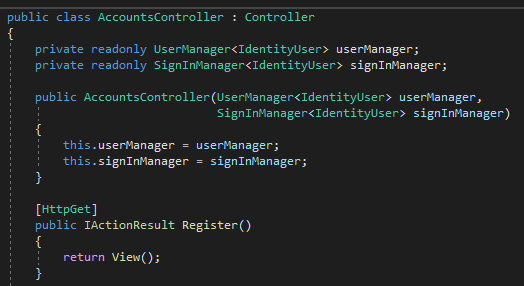 public class AccountsController : Controller
{
    private readonly UserManager<IdentityUser> userManager;
    private readonly SignInManager<IdentityUser> signInManager;

    public AccountsController(UserManager<IdentityUser> userManager,
                              SignInManager<IdentityUser> signInManager)
    {
        this.userManager = userManager;
        this.signInManager = signInManager;
    }

    [HttpGet]
    public IActionResult Register()
    {
        return View();
    }